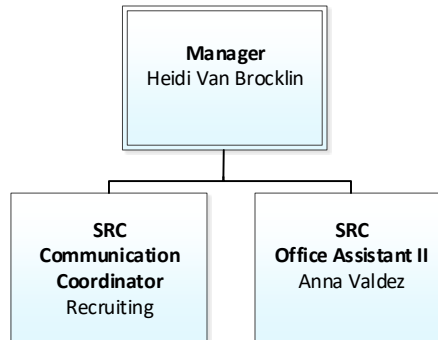 Manager
Heidi Van Brocklin
SRC
Communication
Coordinator
Recruiting
SRC
Office Assistant II
Anna Valdez